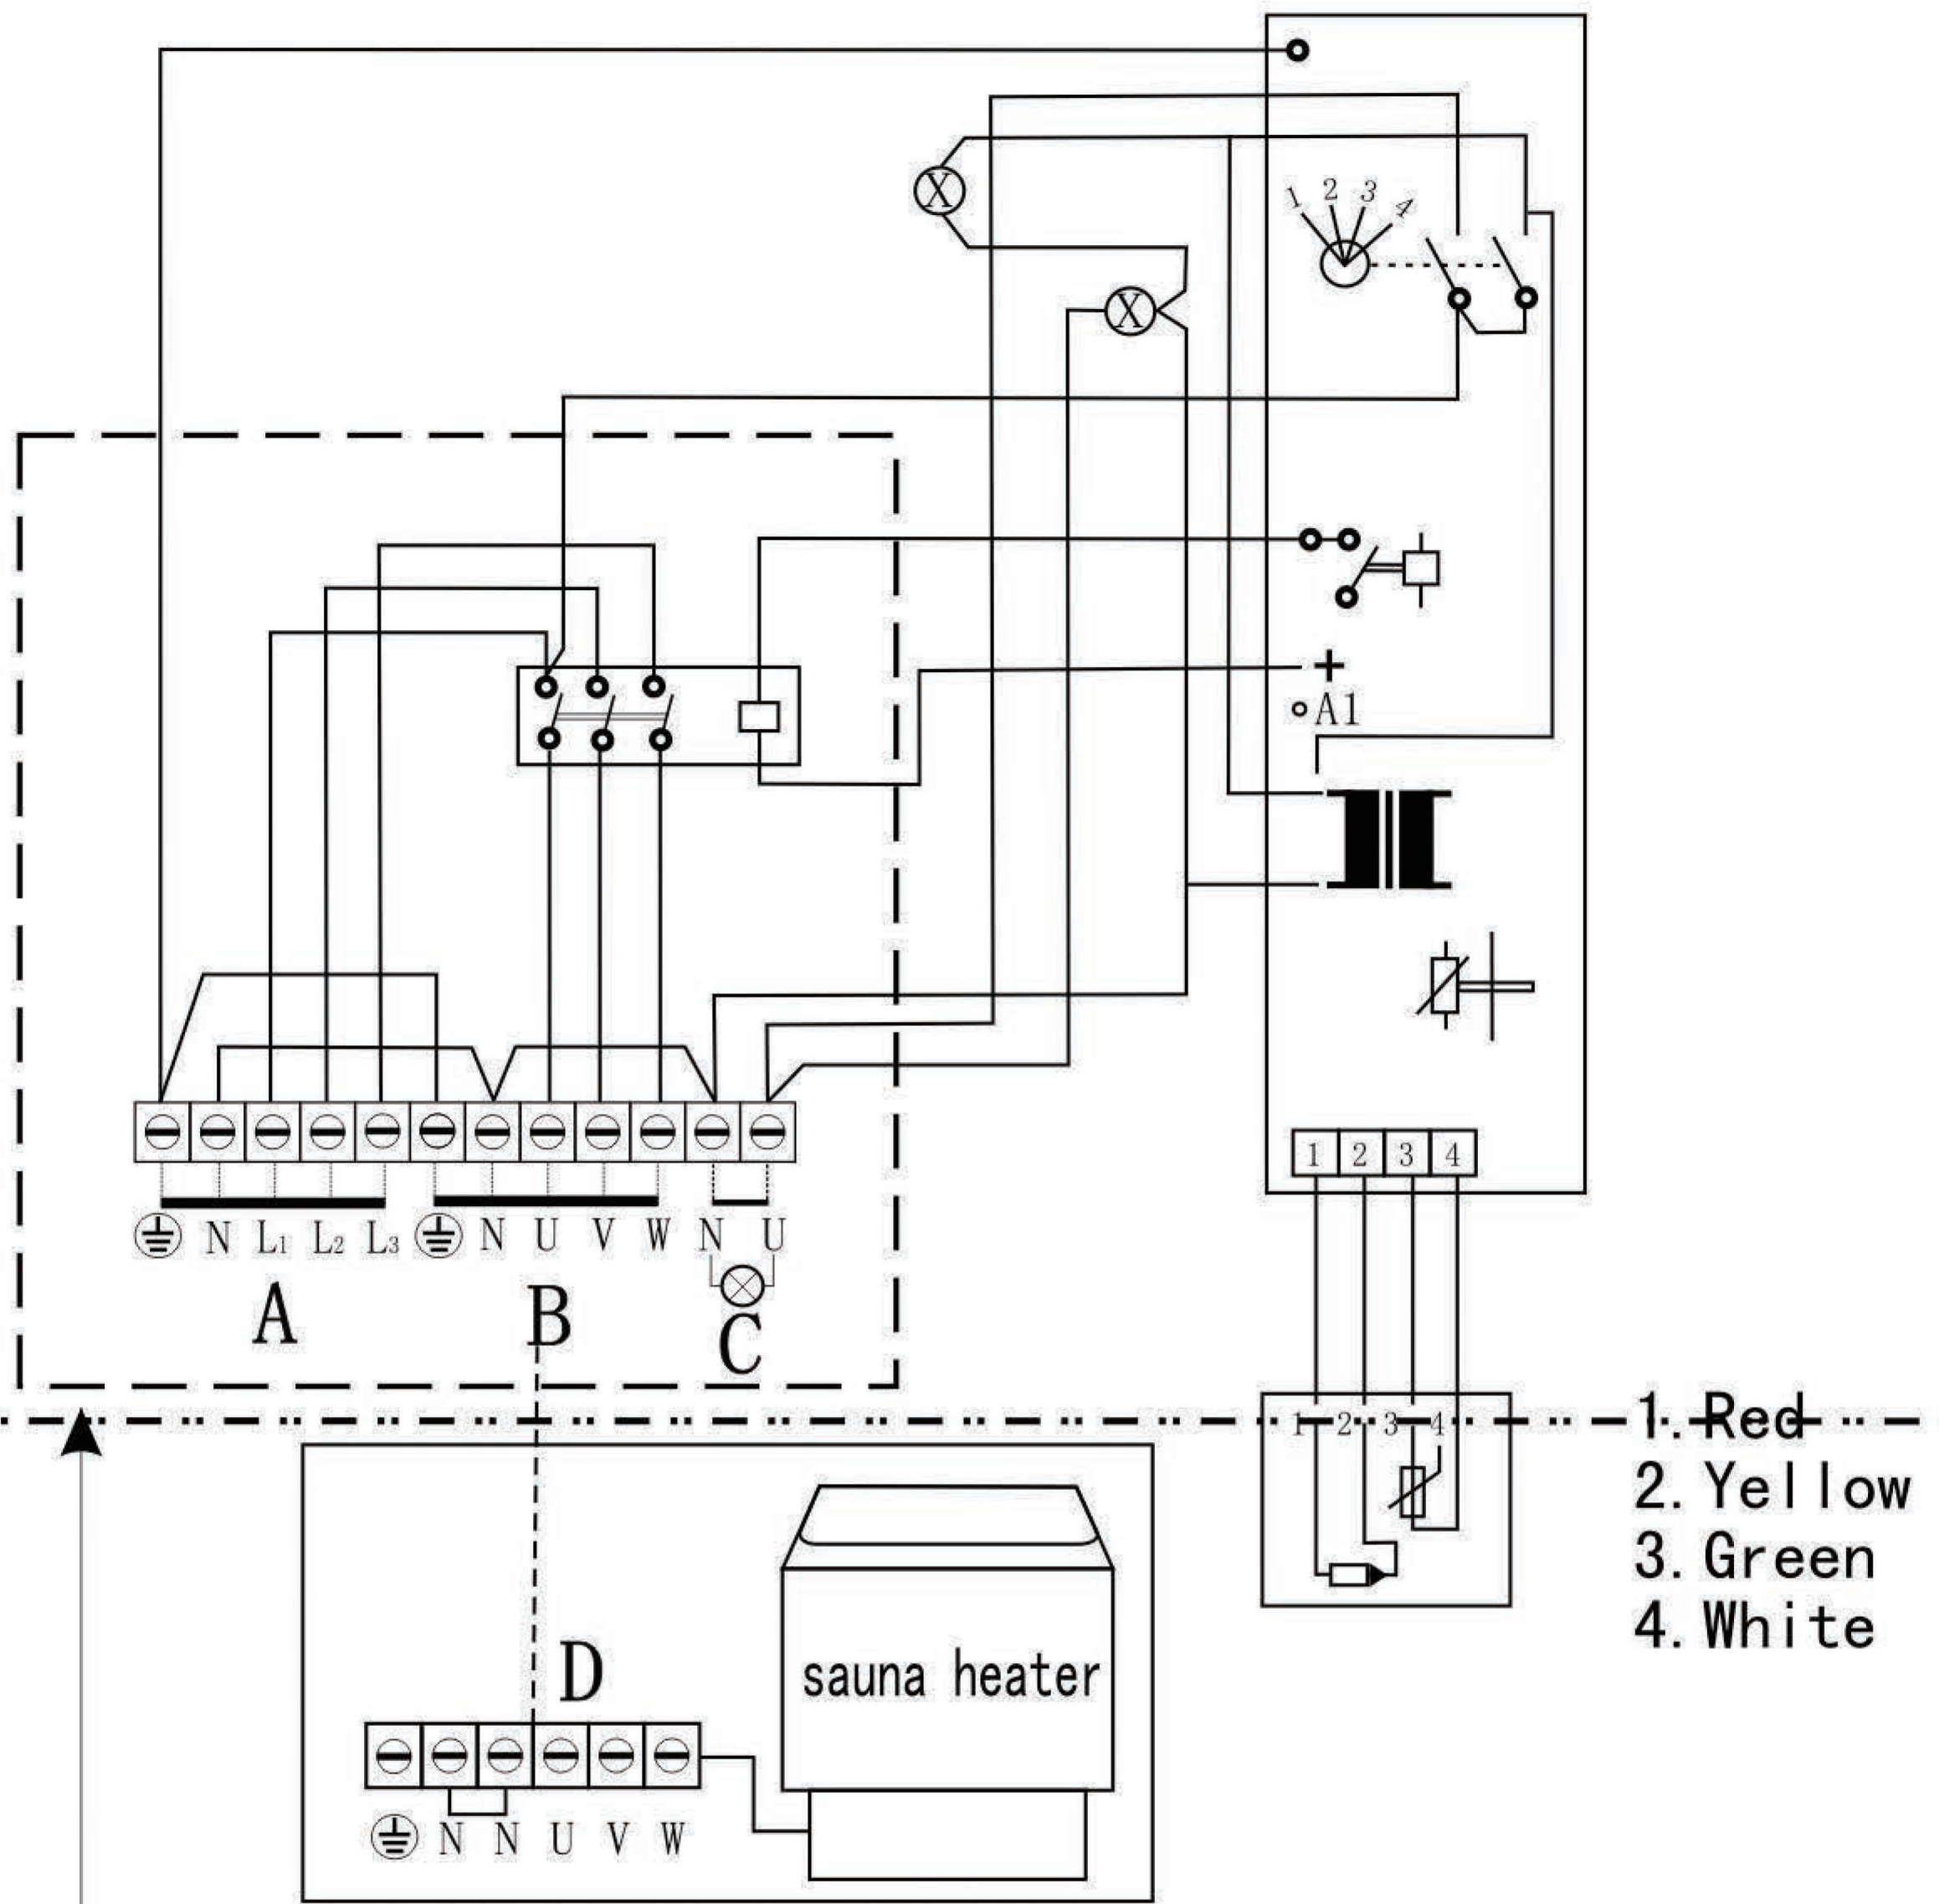 X
1 2 3 4
X
+
A1
1 2 3 4
N L1 L2 L3 N U V W N U
A B C
1 2 3 4
1. Red
2. Yellow
3. Green
4. White
D
sauna heater
N N U V W